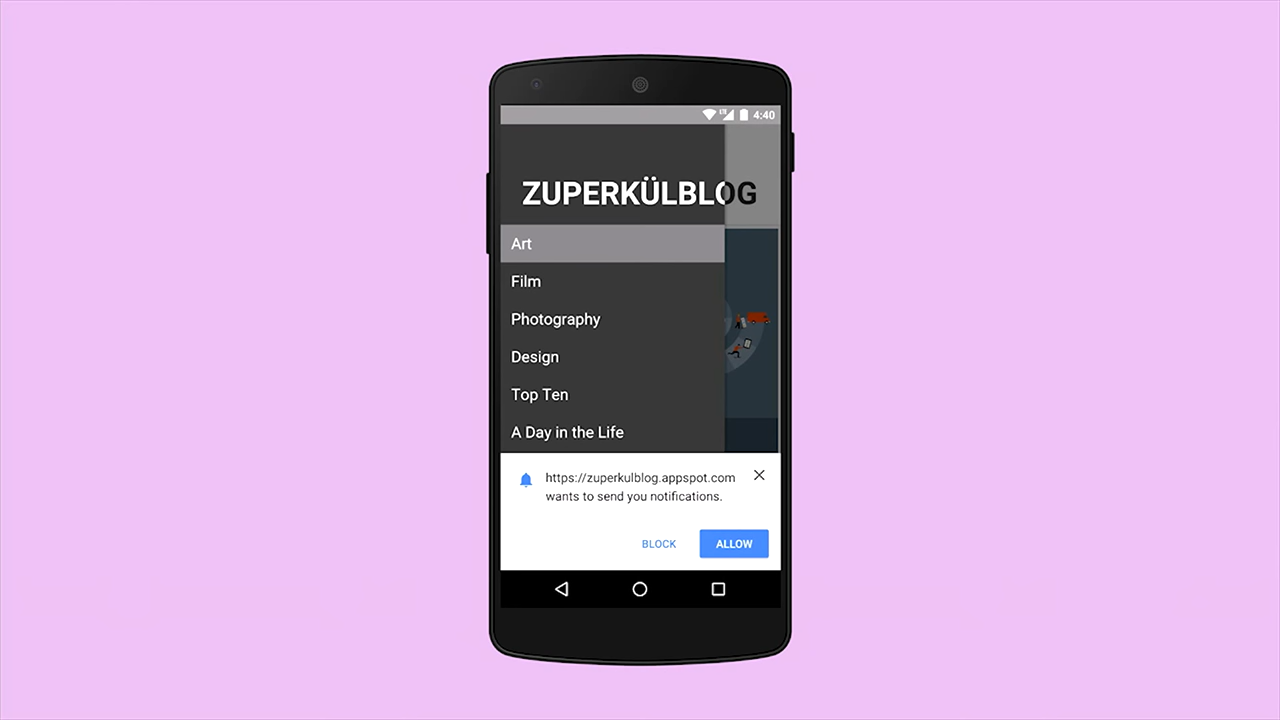 LTE 4:40
ZUPERKÜLBLOG
Art
Film
Photography
Design
Top Ten
A Day in the Life
https://zuperkulblog.appspot.com
wants to send you notifications.
BLOCK ALLOW